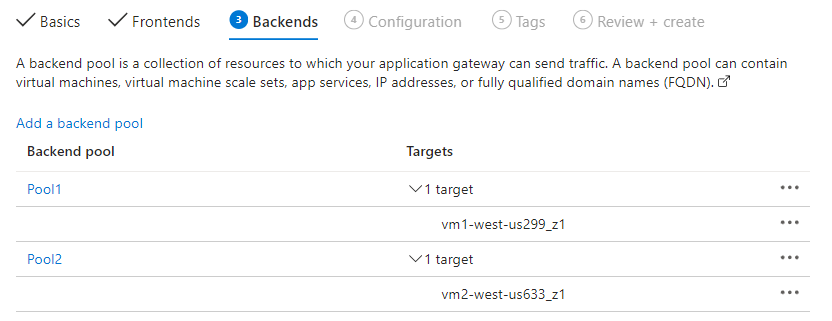 Basics Frontends 3 Backends 4 Configuration 5 Tags 6 Review + create
A backend pool is a collection of resources to which your application gateway can send traffic. A backend pool can contain
virtual machines, virtual machine scale sets, app services, IP addresses, or fully qualified domain names (FQDN).
Add a backend pool
Backend pool Targets
Pool1 1 target
vm1-west-us299_z1
Pool2 1 target
vm2-west-us633_z1